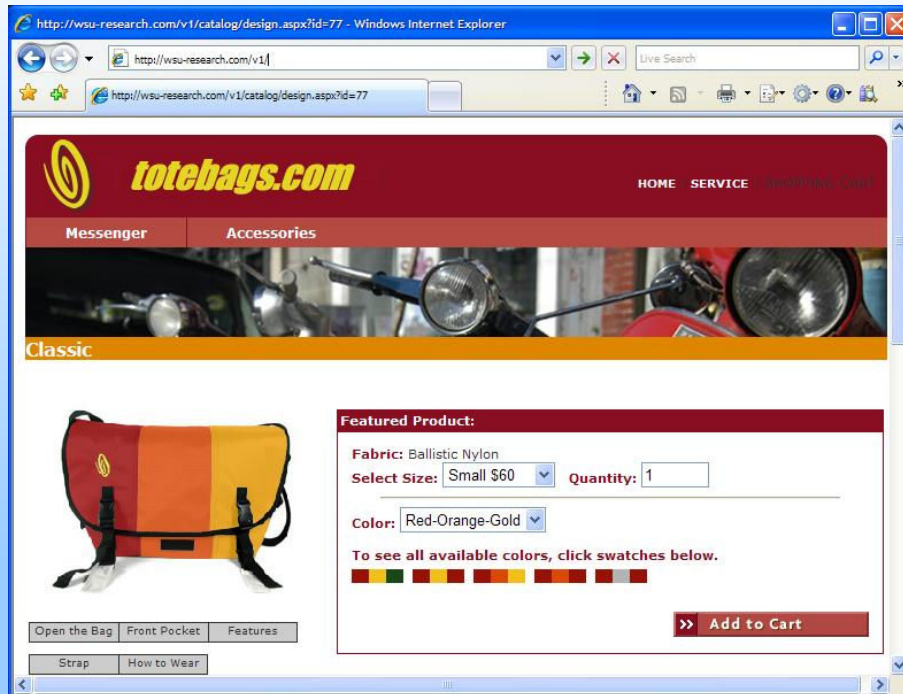 http://wsu-research.com/v1/catalog/design.aspx?id=77 - Windows Internet Explorer
http://wsu-research.com/v1/
Live Search
http://wsu-research.com/v1/catalog/design.aspx?id=77
totebags.com
HOME SERVICE SHOPPING CART
Messenger Accessories
Classic
Featured Product:
Fabric: Ballistic Nylon
Select Size: Small $60 Quantity: 1
Color: Red-Orange-Gold
To see all available colors, click swatches below.
Add to Cart
Open the Bag Front Pocket Features
Strap How to Wear